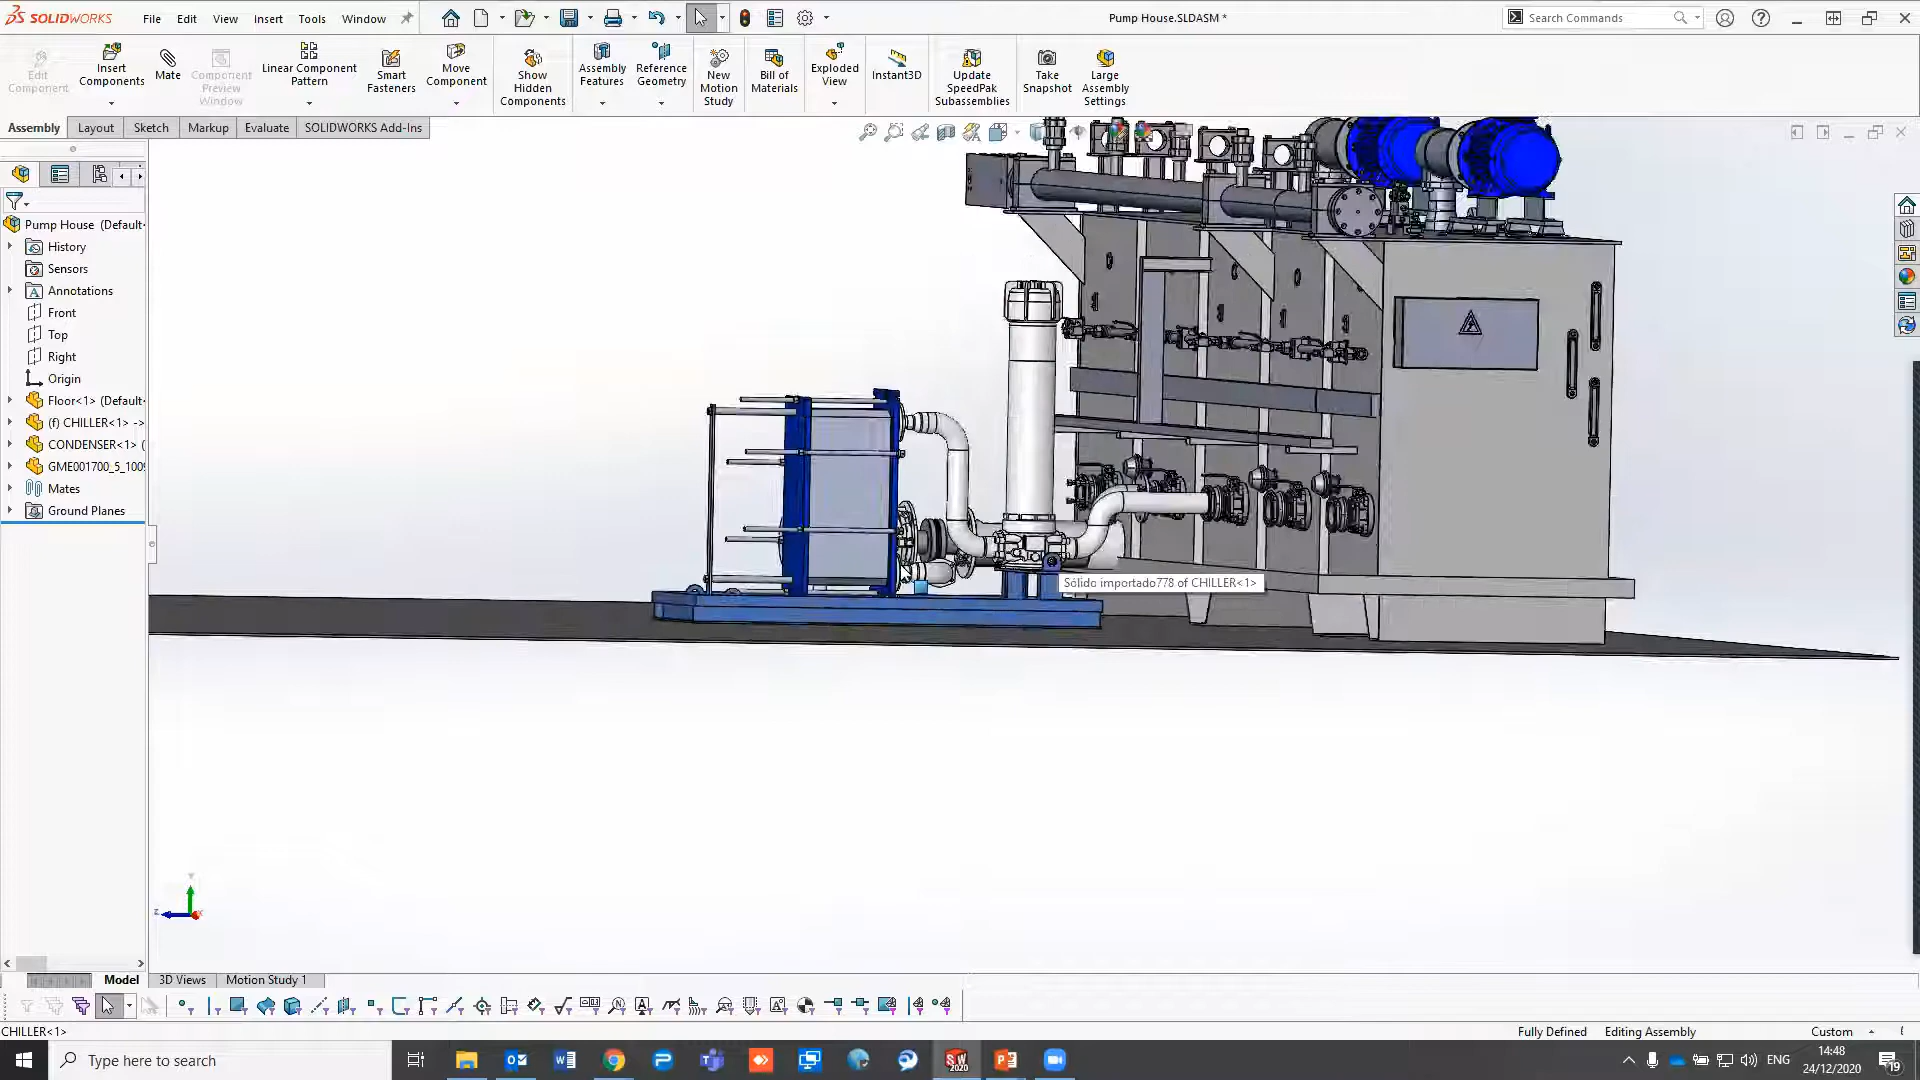 SOLIDWORKS
File
Edit
View
Insert
Tools
Window
Pump House.SLDASM *
Search Commands
Edit
Component
Insert
Components
Mate
Component
Preview
Window
Linear Component
Pattern
Smart
Fasteners
Move
Component
Show
Hidden
Components
Assembly
Features
Reference
Geometry
New
Motion
Study
Bill of
Materials
Exploded
View
Instant3D
Update
SpeedPak
Subassemblies
Take
Snapshot
Large
Assembly
Settings
Assembly
Layout
Sketch
Markup
Evaluate
SOLIDWORKS Add-Ins
Pump House (Default
History
Sensors
Annotations
Front
Top
Right
Origin
Floor<1> (Default
(f) CHILLER<1> ->
CONDENSER<1> (
GME001700_5_1009
Mates
Ground Planes
Sólido importado778 of CHILLER<1>
Model
3D Views
Motion Study 1
CHILLER<1>
Fully Defined
Editing Assembly
Custom
Type here to search
ENG
14:48
24/12/2020
19